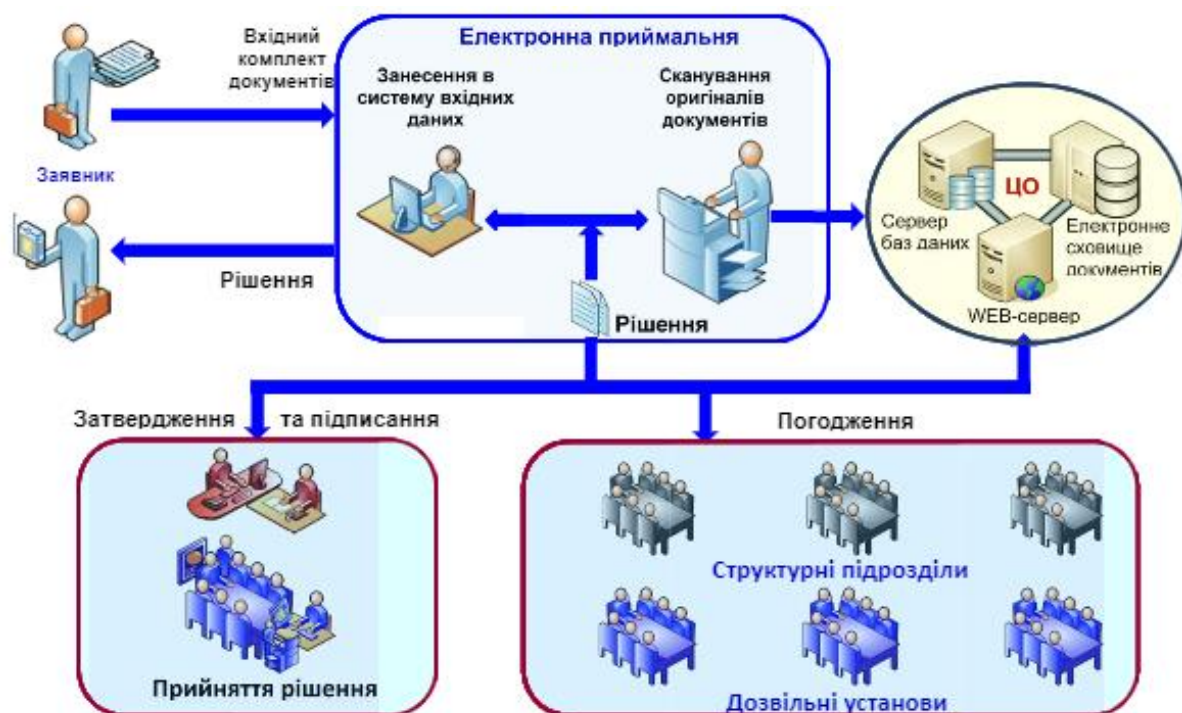 Вхідний
комплект
документів
Заявник
Рішення
Електронна приймальня
Занесення в
систему вхідних
даних
Сканування
оригіналів
документів
Рішення
ЦО
Сервер
баз даних
Електронне
сховище
документів
WEB-сервер
Затвердження та підписання
Погодження
Прийняття рішення
Структурні підрозділи
Дозвільні установи